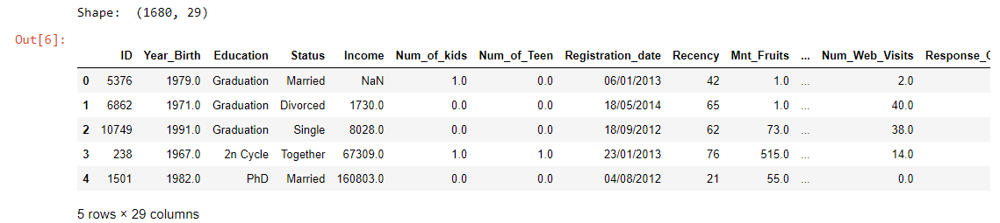 Shape:  (1680, 29)
Out[6]:
ID Year_Birth Education Status Income Num_of_kids Num_of_Teen Registration_date Recency Mnt_Fruits ... Num_Web_Visits
0 5376 1979.0 Graduation Married NaN 1.0 0.0 06/01/2013 42 1.0 ... 2.0
1 6862 1971.0 Graduation Divorced 1730.0 0.0 0.0 18/05/2014 65 1.0 ... 40.0
2 10749 1991.0 Graduation Single 8028.0 0.0 0.0 18/09/2012 62 73.0 ... 38.0
3 238 1967.0 2n Cycle Together 67309.0 1.0 1.0 23/01/2013 76 515.0 ... 14.0
4 1501 1982.0 PhD Married 160803.0 0.0 0.0 04/08/2012 21 55.0 ... 0.0
5 rows × 29 columns